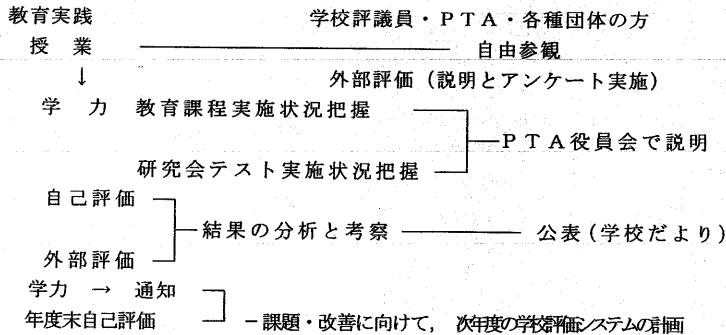 教育実践 学校評議員・PTA・各種団体の方
授業 自由参観
↓ 外部評価(説明とアンケート実施)
学力 教育課程実施状況把握
PTA役員会で説明
研究会テスト実施状況把握
自己評価
結果の分析と考察 公表(学校だより)
外部評価
学力 → 通知
年度末自己評価 -課題・改善に向けて,次年度の学校評価システムの計画